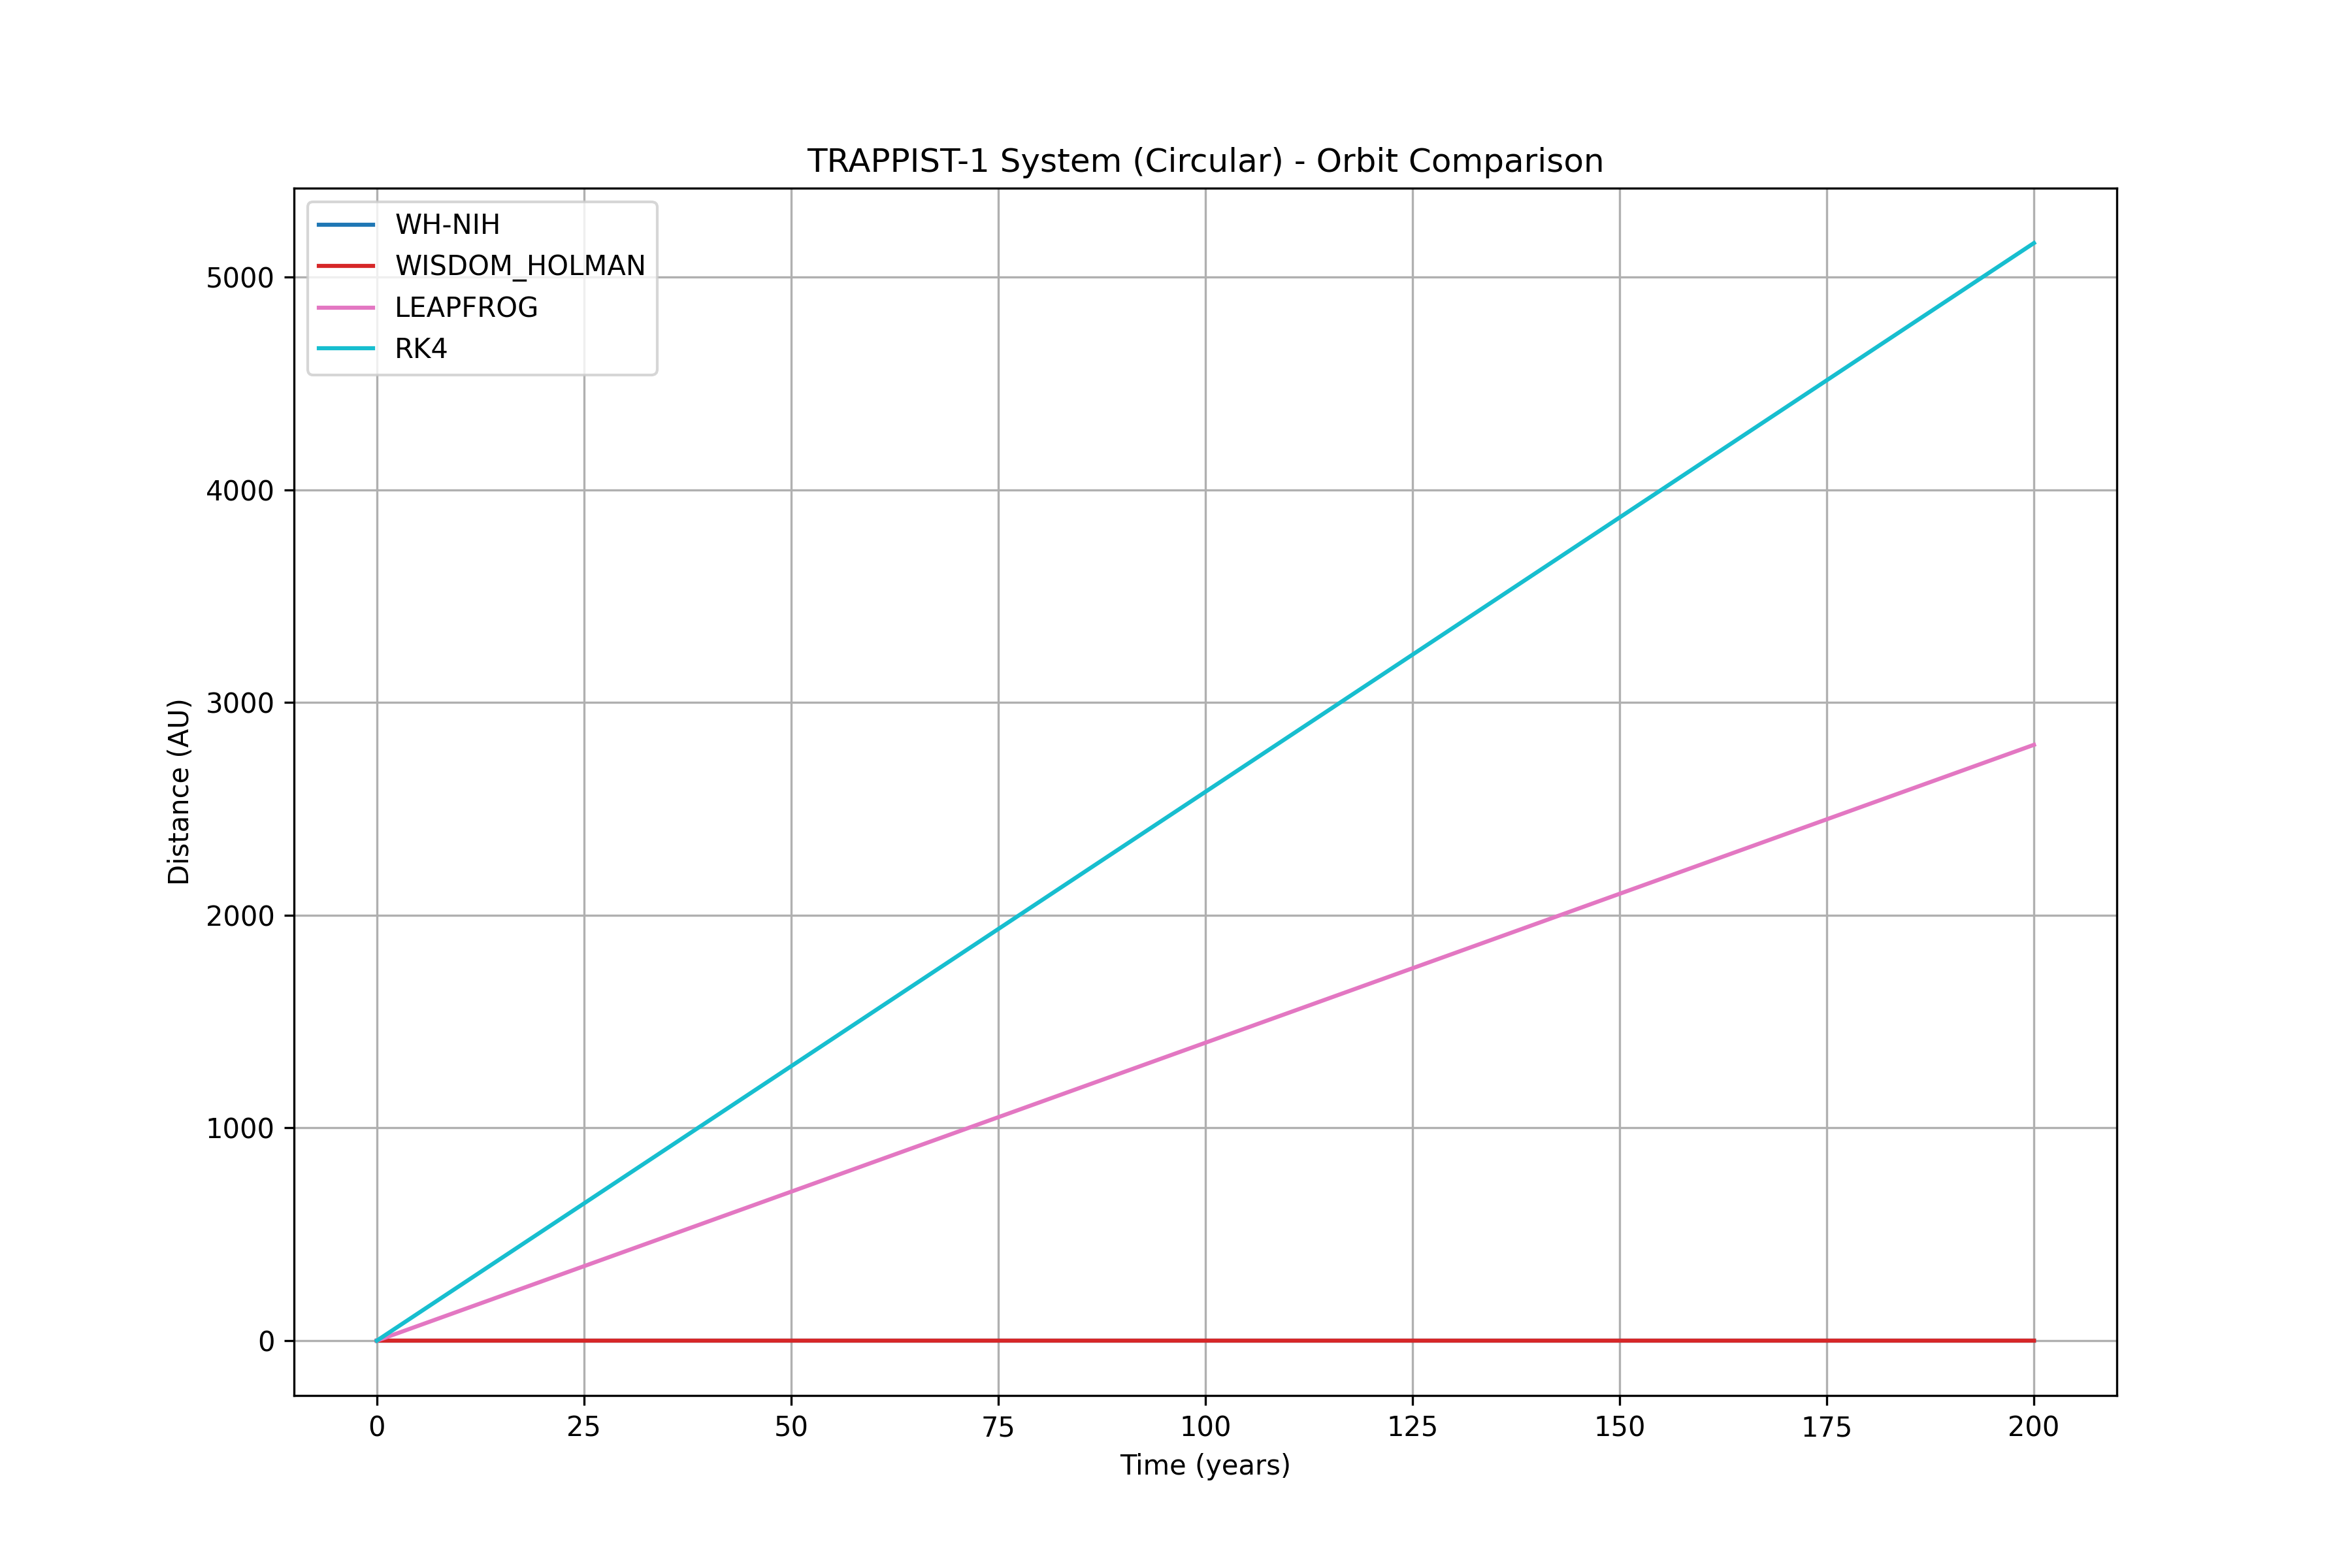 TRAPPIST-1 System (Circular) - Orbit Comparison
WH-NIH
WISDOM_HOLMAN
LEAPFROG
RK4
5000
4000
3000
2000
1000
0
Distance (AU)
0 25 50 75 100 125 150 175 200
Time (years)